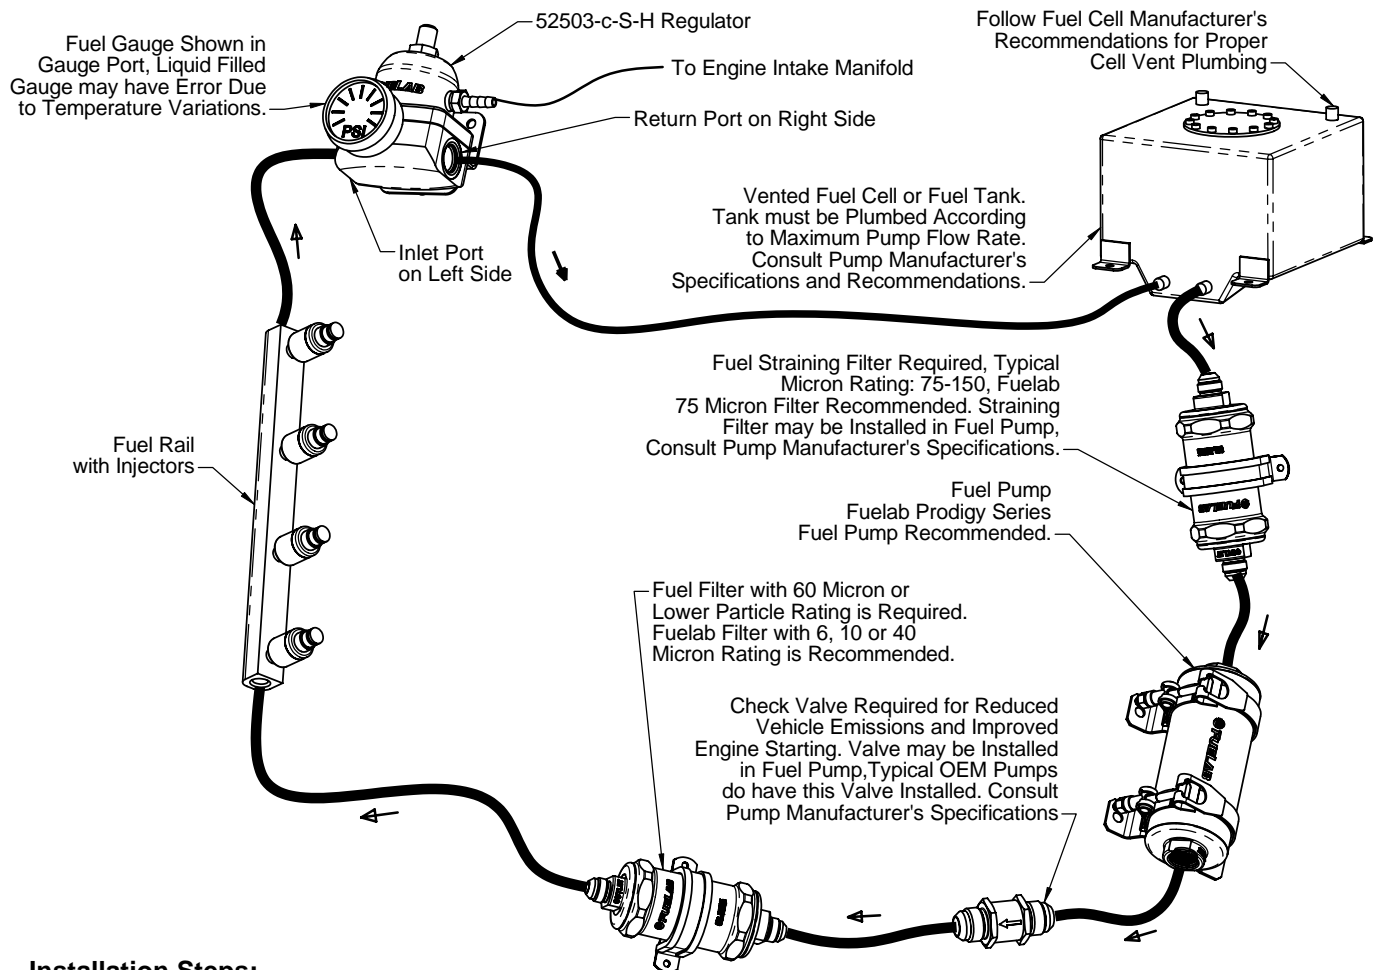 52503-c-S-H Regulator
Fuel Gauge Shown in
Gauge Port, Liquid Filled
Gauge may have Error Due
to Temperature Variations.
To Engine Intake Manifold
Return Port on Right Side
PSI
Inlet Port
on Left Side
Follow Fuel Cell Manufacturer's
Recommendations for Proper
Cell Vent Plumbing
Vented Fuel Cell or Fuel Tank.
Tank must be Plumbed According
to Maximum Pump Flow Rate.
Consult Pump Manufacturer's
Specifications and Recommendations.
Fuel Straining Filter Required, Typical
Micron Rating: 75-150, Fuelab
75 Micron Filter Recommended. Straining
Filter may be Installed in Fuel Pump,
Consult Pump Manufacturer's Specifications.
FUELAB
Fuel Rail
with Injectors
Fuel Pump
Fuelab Prodigy Series
Fuel Pump Recommended.
FUELAB
Fuel Filter with 60 Micron or
Lower Particle Rating is Required.
Fuelab Filter with 6, 10 or 40
Micron Rating is Recommended.
FUELAB
Check Valve Required for Reduced
Vehicle Emissions and Improved
Engine Starting. Valve may be Installed
in Fuel Pump,Typical OEM Pumps
do have this Valve Installed. Consult
Pump Manufacturer's Specifications
Installation Steps: